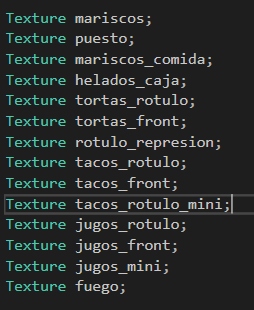 Texture mariscos;
Texture puesto;
Texture mariscos_comida;
Texture helados_caja;
Texture tortas_rotulo;
Texture tortas_front;
Texture rotulo_represion;
Texture tacos_rotulo;
Texture tacos_front;
Texture tacos_rotulo_mini;
Texture jugos_rotulo;
Texture jugos_front;
Texture jugos_mini;
Texture fuego;